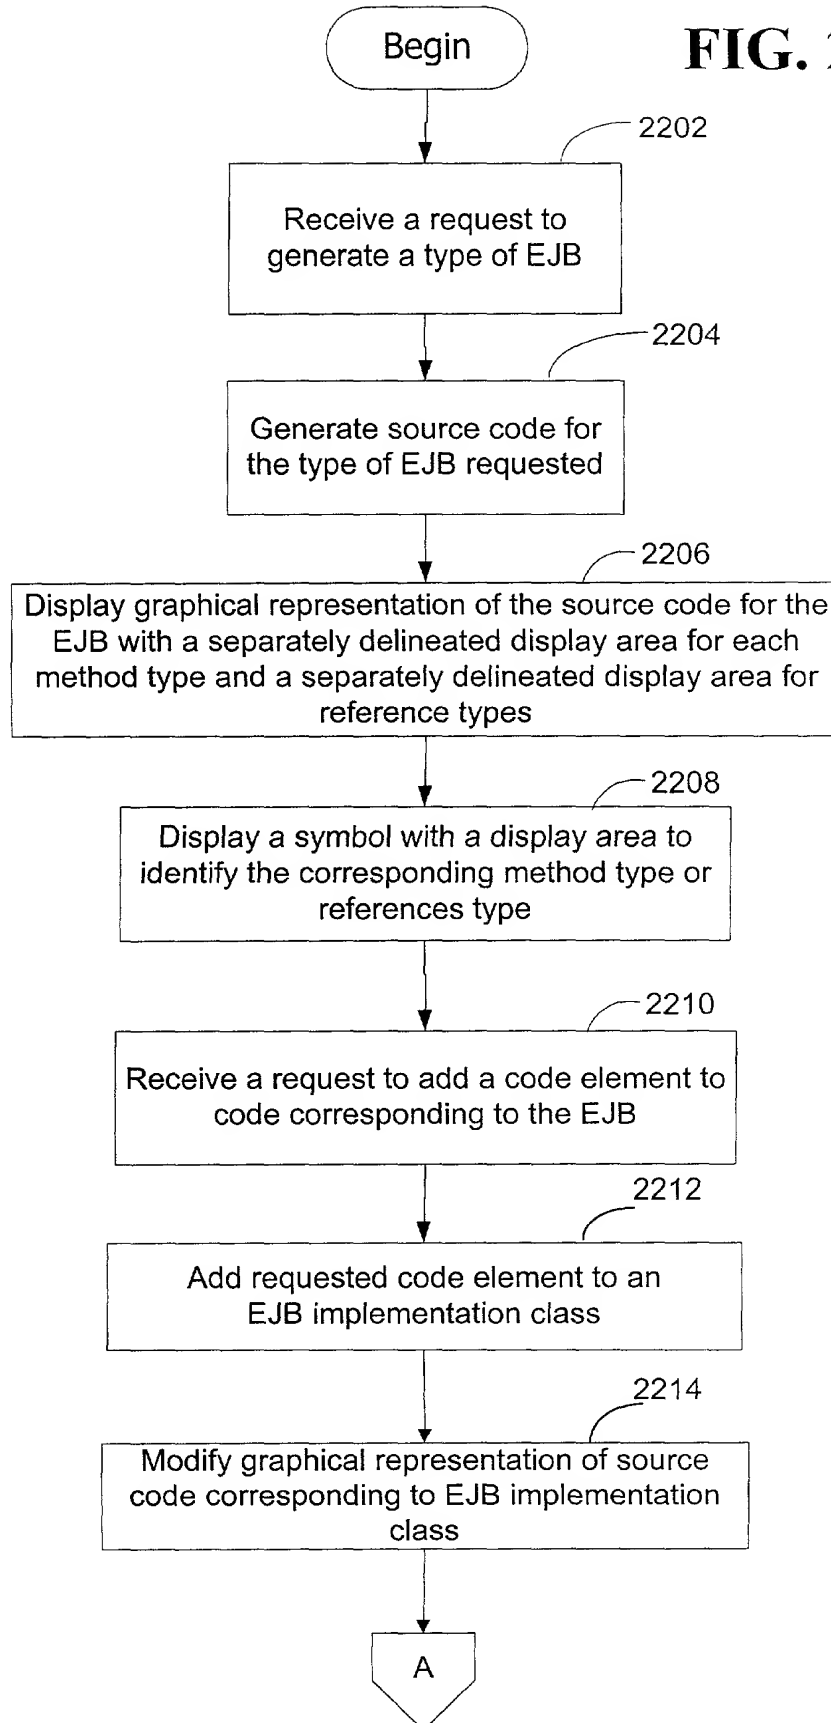 Begin
FIG.
2202
Receive a request to
generate a type of EJB
2204
Generate source code for
the type of EJB requested
2206
Display graphical representation of the source code for the
EJB with a separately delineated display area for each
method type and a separately delineated display area for
reference types
2208
Display a symbol with a display area to
identify the corresponding method type or
references type
2210
Receive a request to add a code element to
code corresponding to the EJB
2212
Add requested code element to an
EJB implementation class
2214
Modify graphical representation of source
code corresponding to EJB implementation
class
A